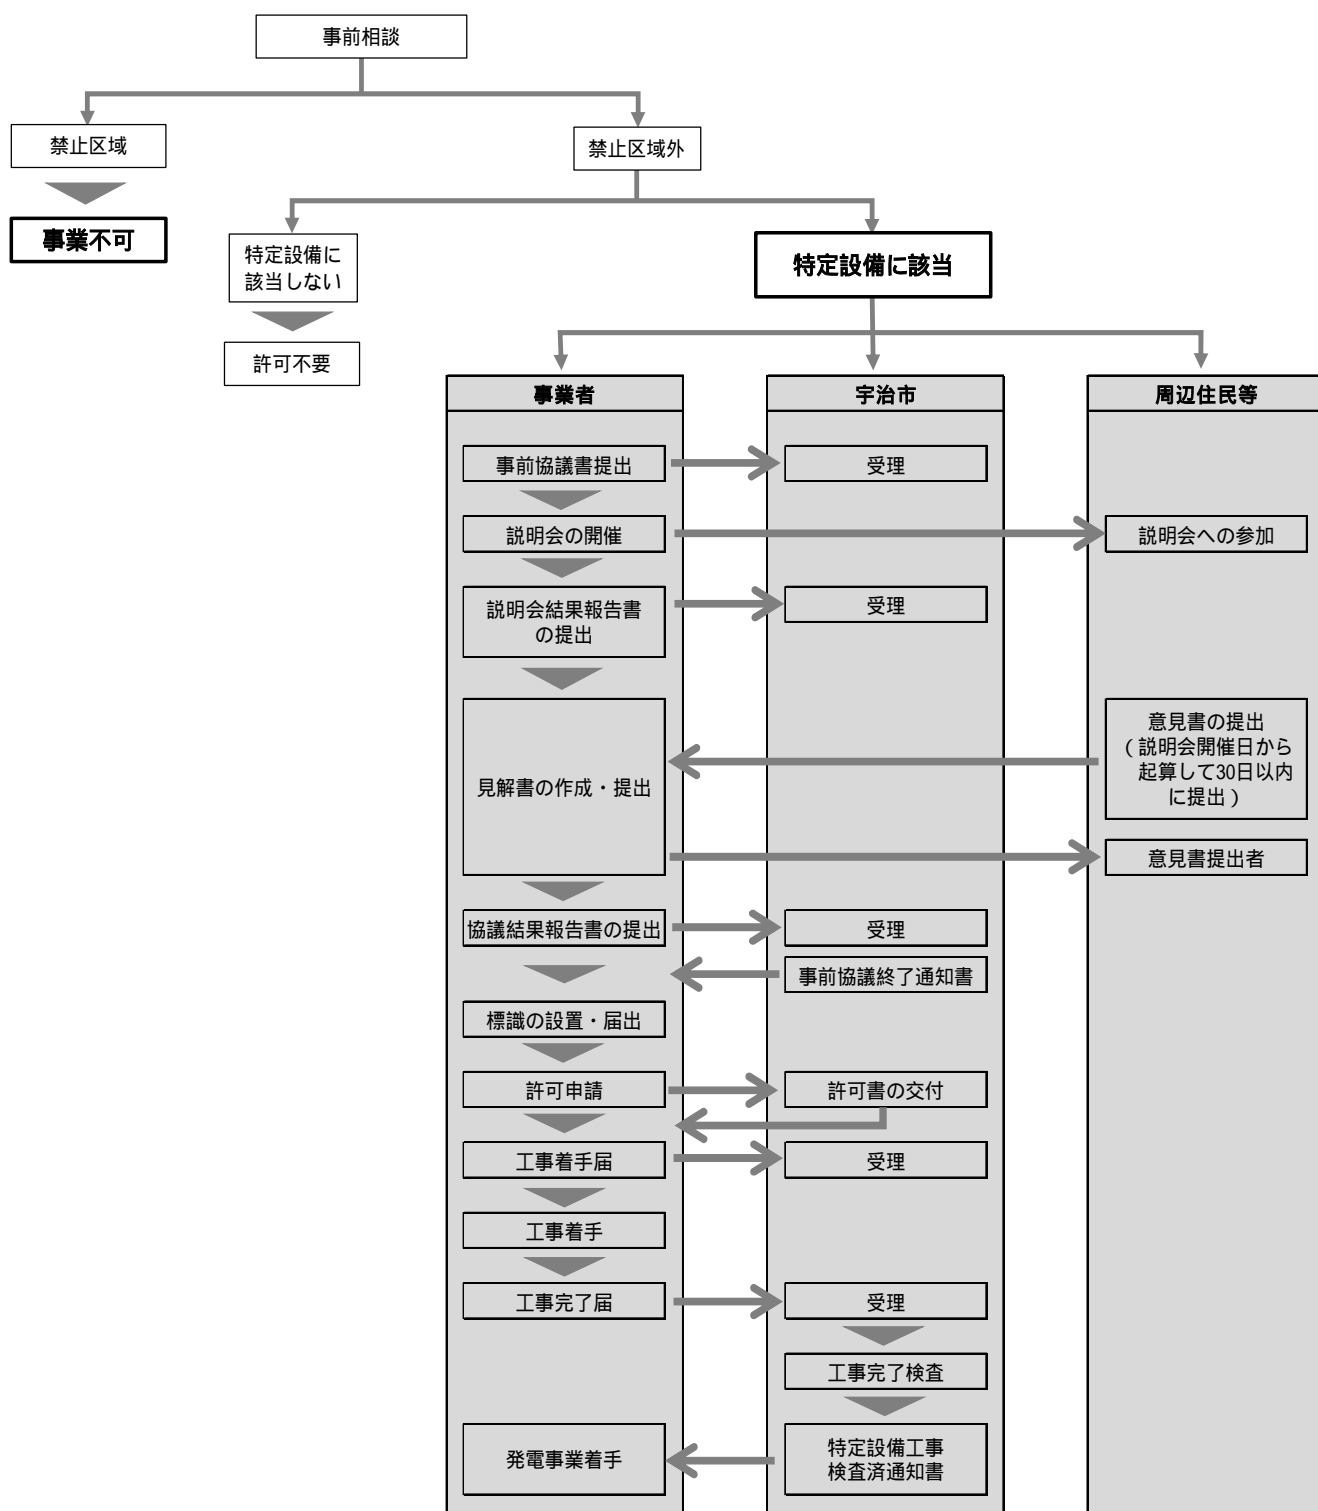 事前相談
禁止区域
禁止区域外
事業不可
特定設備に
該当しない
特定設備に該当
許可不要
事業者
宇治市
周辺住民等
事前協議書提出
受理
説明会の開催
説明会への参加
説明会結果報告書
の提出
受理
見解書の作成・提出
意見書の提出
(説明会開催日から
起算して30日以内
に提出)
意見書提出者
協議結果報告書の提出
受理
事前協議終了通知書
標識の設置・届出
許可申請
許可書の交付
工事着手届
受理
工事着手
工事完了届
受理
工事完了検査
発電事業着手
特定設備工事
検査済通知書